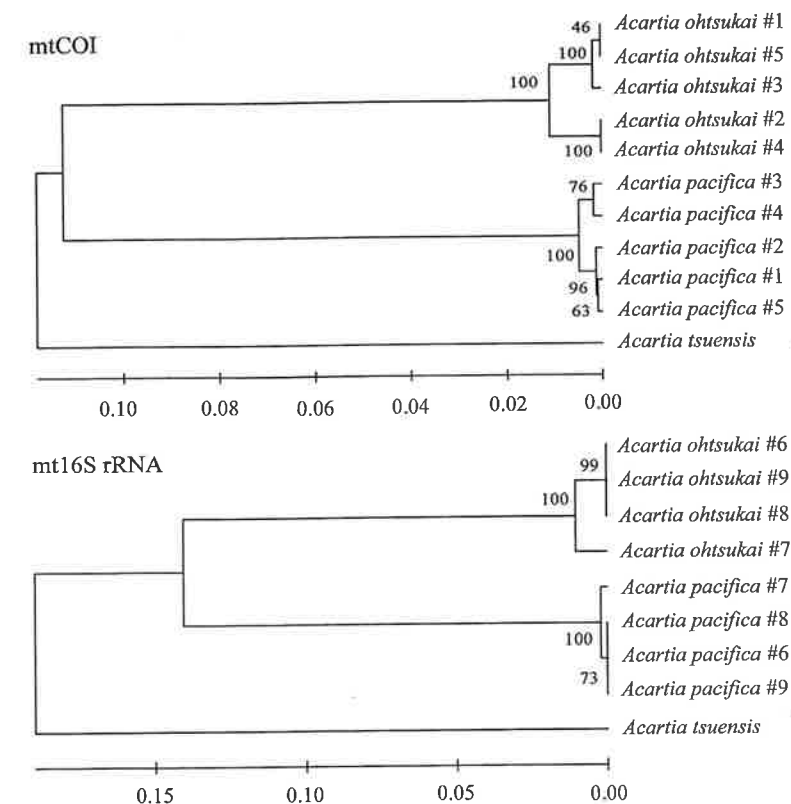 mtCOI
46
Acartia ohtsukai #1
100
Acartia ohtsukai #5
100
Acartia ohtsukai #3
Acartia ohtsukai #2
100
Acartia ohtsukai #4
76
Acartia pacifica #3
Acartia pacifica #4
100
Acartia pacifica #2
96
Acartia pacifica #1
63
Acartia pacifica #5
Acartia tsuensis
0.10 0.08 0.06 0.04 0.02 0.00
mt16S rRNA
Acartia ohtsukai #6
99
Acartia ohtsukai #9
100
Acartia ohtsukai #8
Acartia ohtsukai #7
Acartia pacifica #7
Acartia pacifica #8
100
Acartia pacifica #6
73
Acartia pacifica #9
Acartia tsuensis
0.15 0.10 0.05 0.00